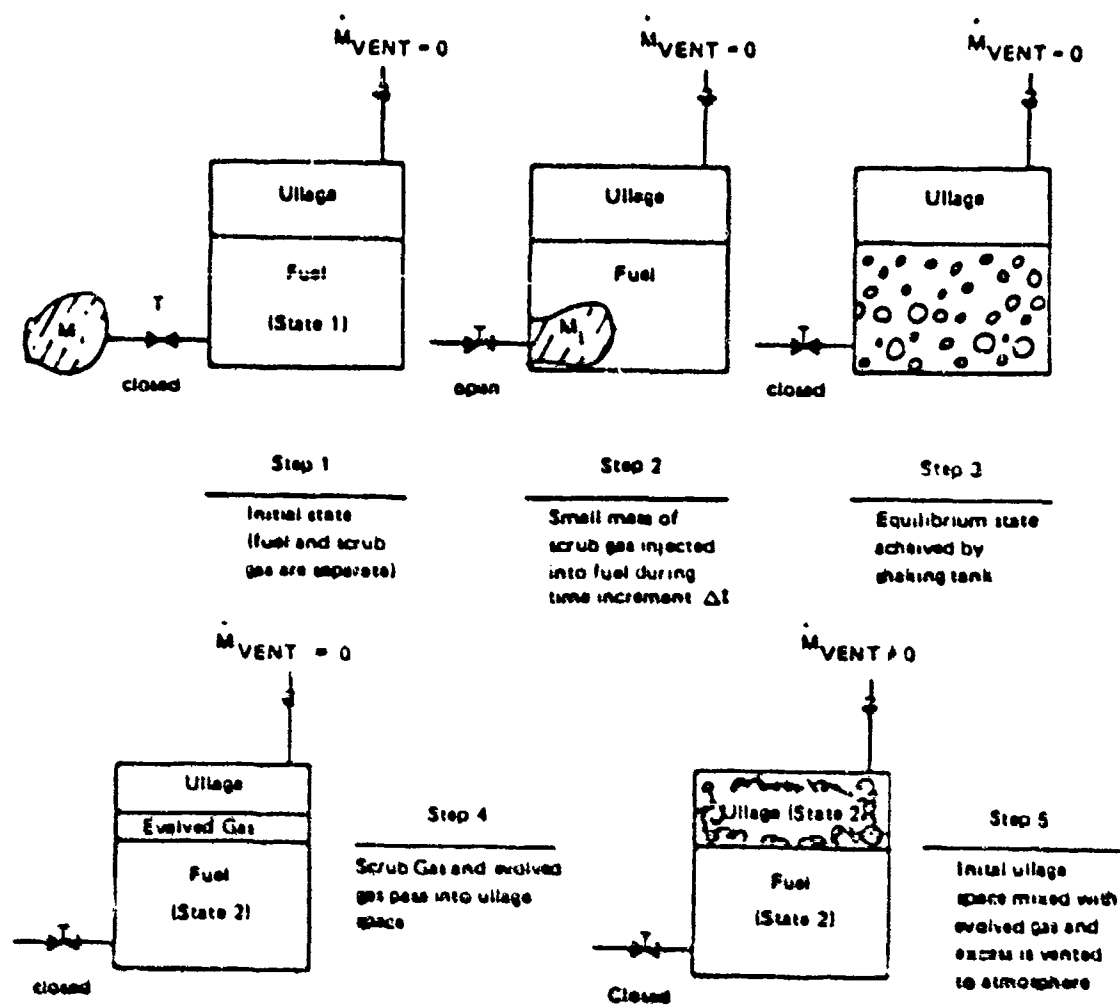 Ṁ VENT = 0
Ṁ VENT = 0
Ṁ VENT = 0
Ullage
Fuel
(State 1)
M
T
closed
Ullage
Fuel
M
T
open
Ullage
T
closed
Step 1
Initial state
(fuel and scrub
gas are separate)
Step 2
Small mass of
scrub gas injected
into fuel during
time increment Δt
Step 3
Equilibrium state
acheived by
shaking tank
Ṁ VENT = 0
Ullage
Evolved Gas
Fuel
(State 2)
T
closed
Step 4
Scrub Gas and evolved
gas pass into ullage
space
Ṁ VENT ≠ 0
Ullage (State 2)
Fuel
(State 2)
T
Closed
Step 5
Initial ullage
space mixed with
evolved gas and
excess is vented
to atmosphere